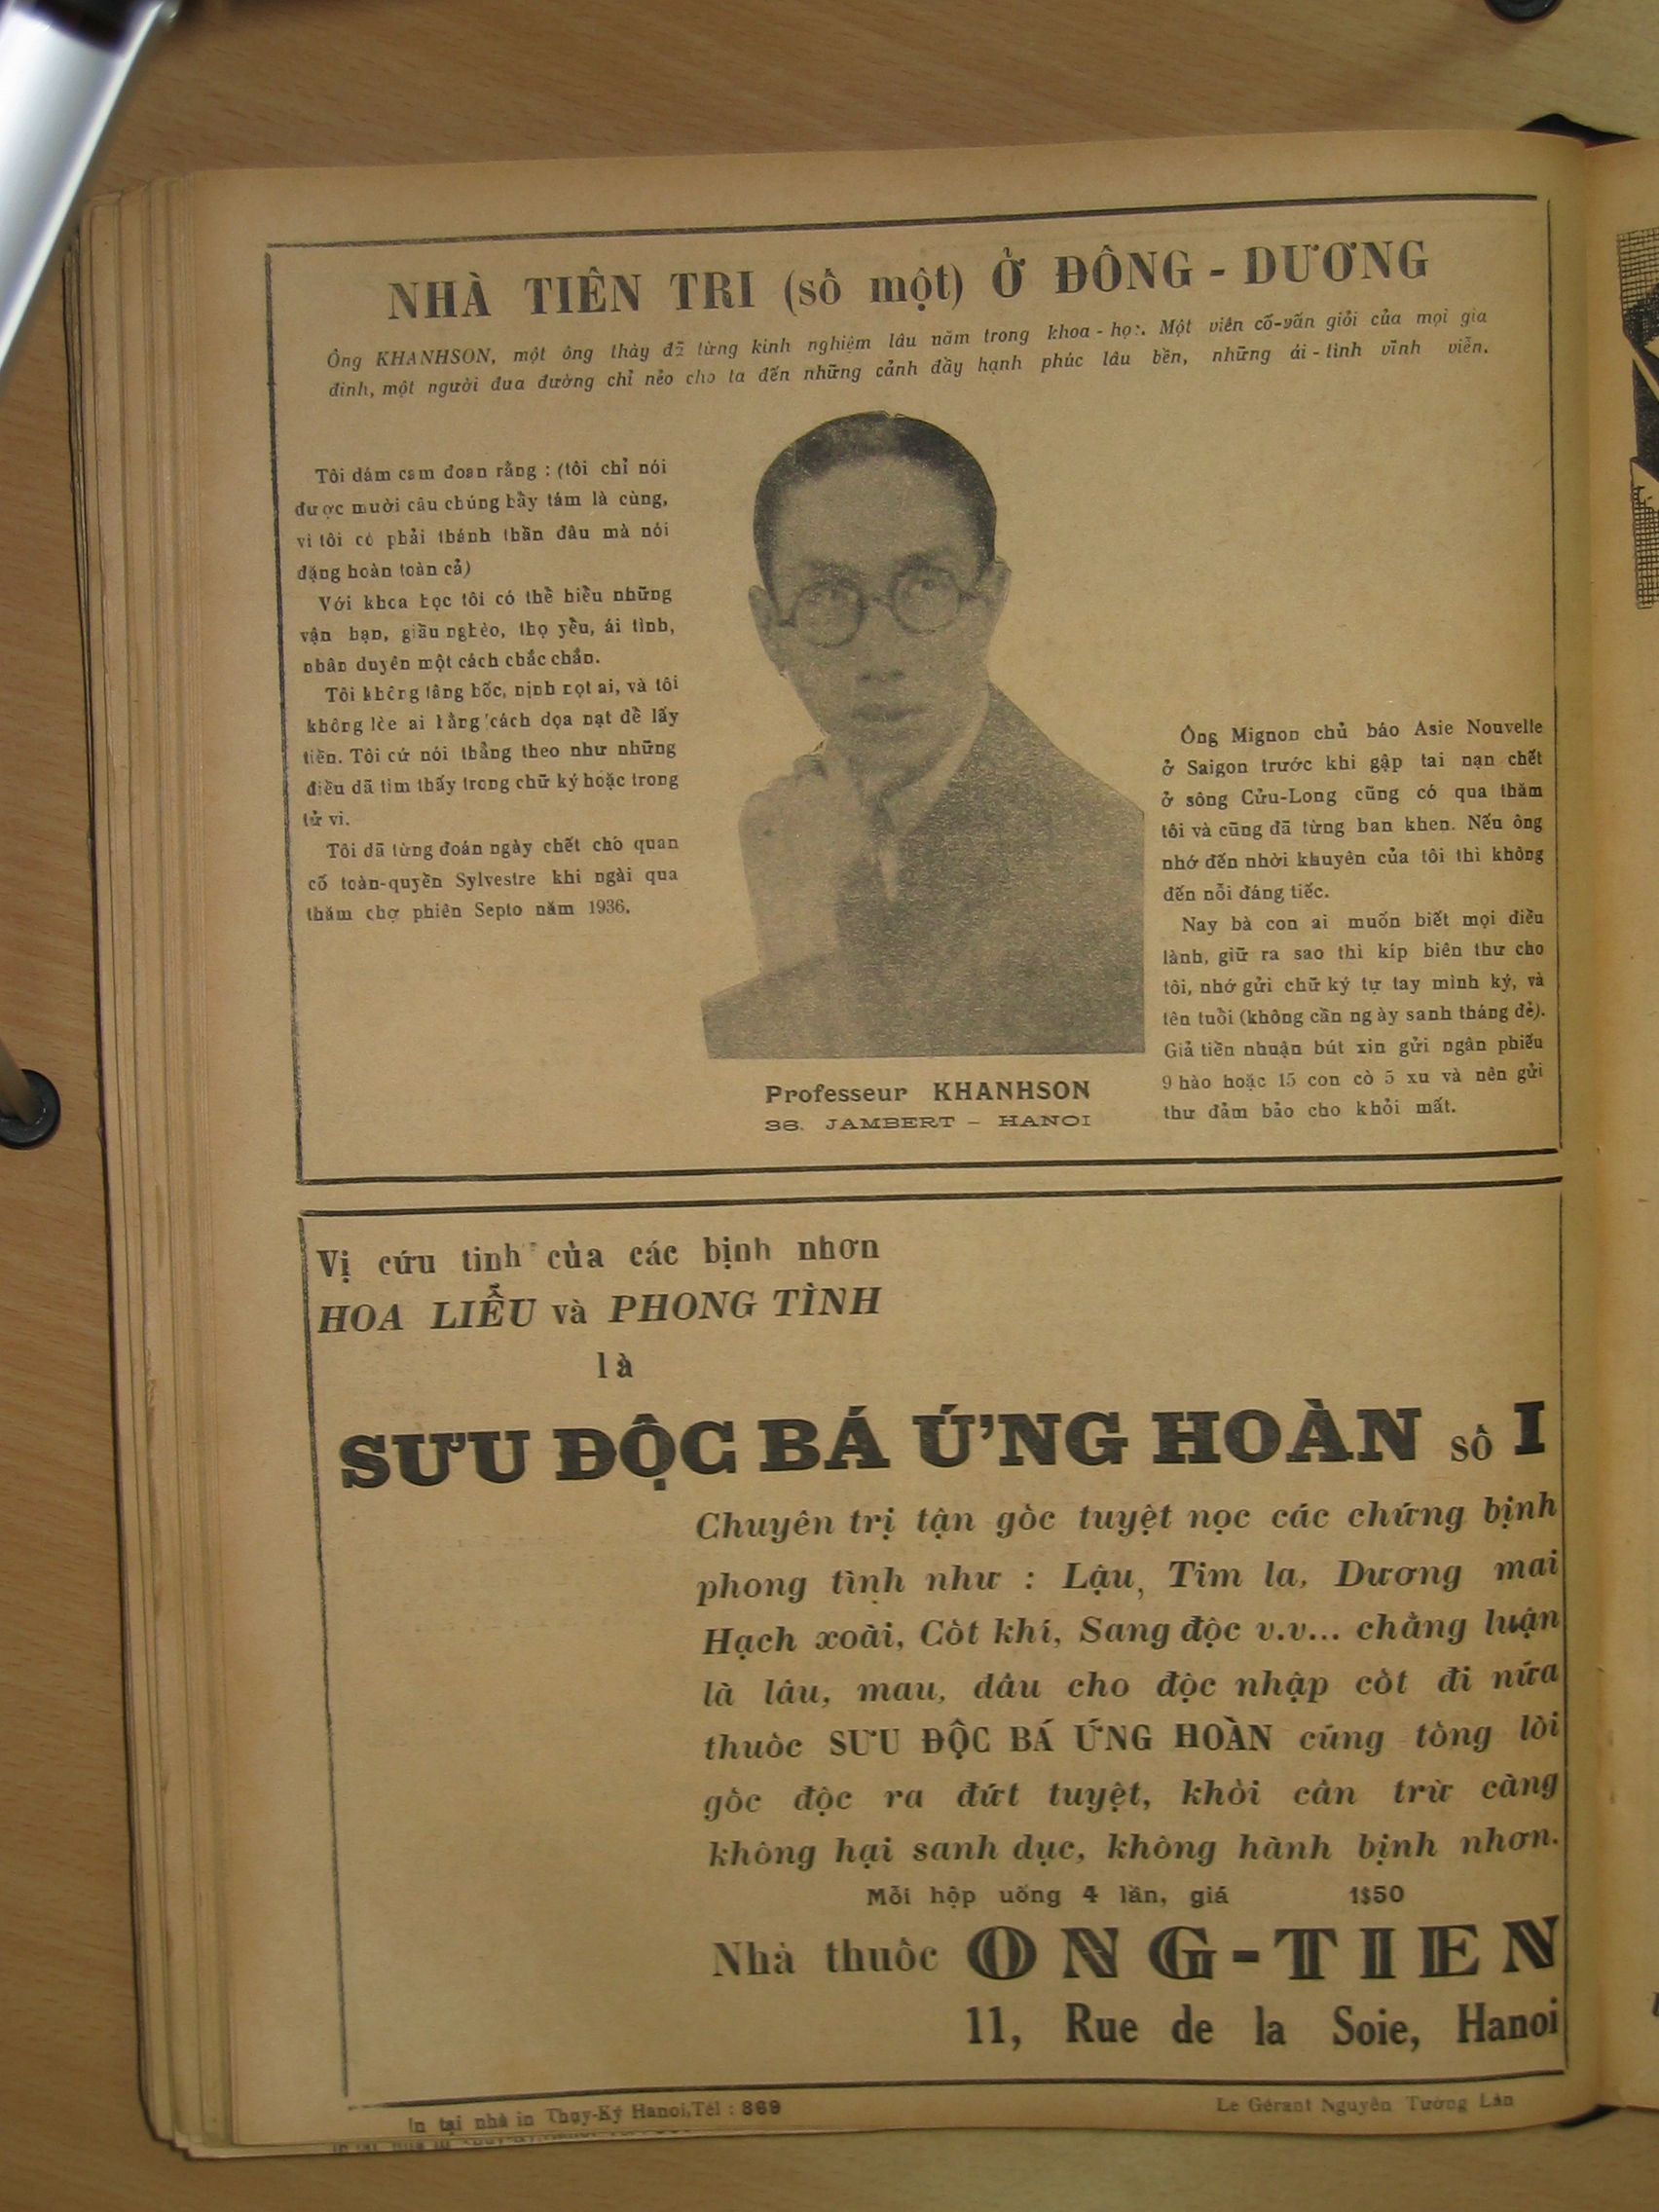 NHÀ TIÊN TRI (số một) Ở ĐÔNG - DƯƠNG
Ông KHANHSON, một ông thày đã từng kinh nghiệm lâu năm trong khoa - học. Một viên cố-vấn giỏi của mọi gia
đình, một người đưa đường chỉ nẻo cho ta đến những cảnh đầy hạnh phúc lâu bền, những ái - tình vĩnh viễn.
Tôi dám cam đoan rằng : (tôi chỉ nói
được mười câu chúng bẩy tám là cùng,
vì tôi có phải thánh thần đâu mà nói
đặng hoàn toàn cả)
Với khoa học tôi có thể hiểu những
vận hạn, giầu nghèo, thọ yểu, ái tình,
nhân duyên một cách chắc chắn.
Tôi không tâng bốc, nịnh nọt ai, và tôi
không lòe ai bằng cách dọa nạt để lấy
tiền. Tôi cứ nói thẳng theo như những
điều đã tìm thấy trong chữ ký hoặc trong
tử vi.
Tôi đã từng đoán ngày chết cho quan
cố toàn-quyền Sylvestre khi ngài qua
thăm chợ phiên Septo năm 1936.
Ông Mignon chủ báo Asie Nouvelle
ở Saigon trước khi gặp tai nạn chết
ở sông Cửu-Long cũng có qua thăm
tôi và cũng đã từng ban khen. Nếu ông
nhớ đến nhời khuyên của tôi thì không
đến nỗi đáng tiếc.
Nay bà con ai muốn biết mọi điều
lành, giữ ra sao thì kíp biên thư cho
tôi, nhớ gửi chữ ký tự tay mình ký, và
tên tuổi (không cần ngày sanh tháng đẻ).
Giả tiền nhuận bút xin gửi ngân phiếu
9 hào hoặc 15 con cò 5 xu và nên gửi
thư đảm bảo cho khỏi mất.
Professeur KHANHSON
36. JAMBERT - HANOI
Vị cứu tinh của các bịnh nhơn
HOA LIỄU và PHONG TÌNH
là
SƯU ĐỘC BÁ ỨNG HOÀN số I
Chuyên trị tận gốc tuyệt nọc các chứng bịnh
phong tình như : Lậu, Tim la, Dương mai
Hạch xoài, Cốt khí, Sang độc v.v... chẳng luận
là lâu, mau, dầu cho độc nhập cốt đi nữa
thuốc SƯU ĐỘC BÁ ỨNG HOÀN cũng tống lòi
gốc độc ra dứt tuyệt, khỏi cần trừ căng
không hại sanh dục, không hành bịnh nhơn.
Mỗi hộp uống 4 lần, giá 1$50
Nhà thuốc ONG-TIEN
11, Rue de la Soie, Hanoi
In tại nhà in Thụy-Ký Hanoi, Tél : 869
Le Gérant Nguyễn Tường Lân